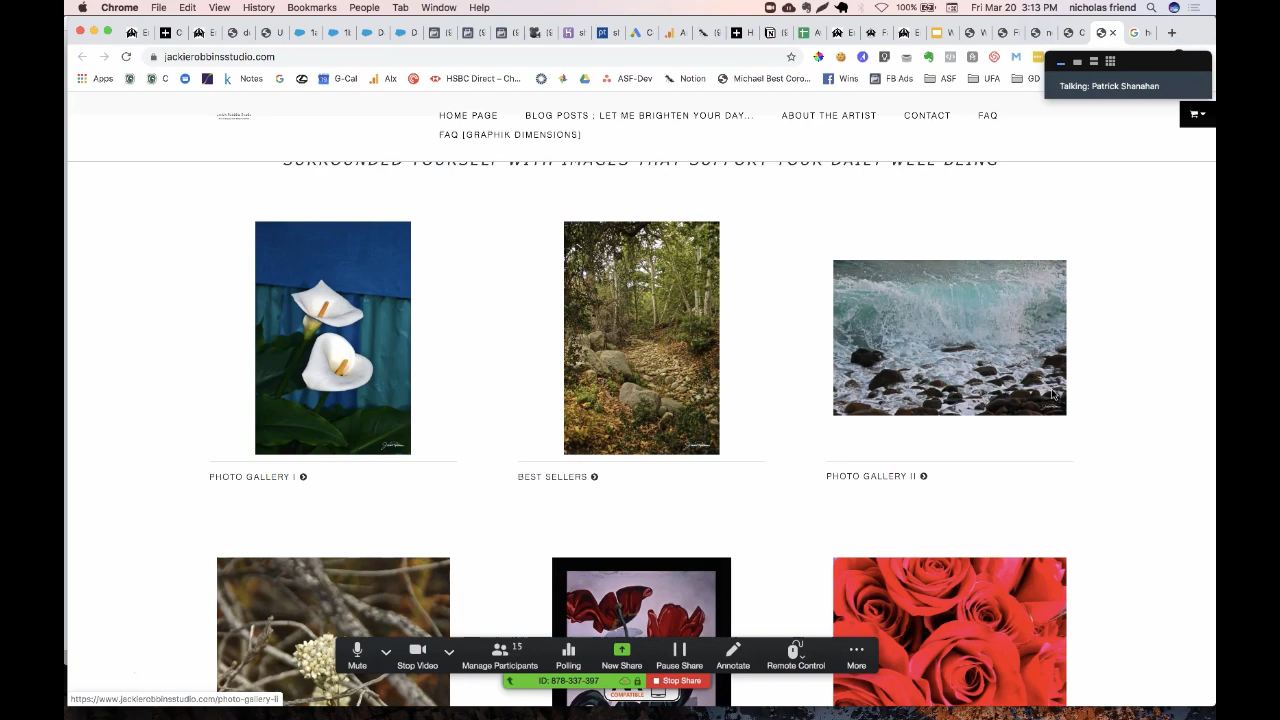 Chrome File Edit View History Bookmarks People Tab Window Help
100% Fri Mar 20 3:13 PM nicholas friend
jackierobbinsstudio.com
Apps Notes G-Cal HSBC Direct – Ch... ASF-Dev Notion Michael Best Coro... Wins FB Ads ASF UFA GD
Talking: Patrick Shanahan
HOME PAGE BLOG POSTS ; LET ME BRIGHTEN YOUR DAY... ABOUT THE ARTIST CONTACT FAQ
FAQ [GRAPHIK DIMENSIONS]
SURROUNDED YOURSELF WITH IMAGES THAT SUPPORT YOUR DAILY WELL BEING
PHOTO GALLERY I BEST SELLERS PHOTO GALLERY II
15
Mute Stop Video Manage Participants Polling New Share Pause Share Annotate Remote Control More
ID: 878-337-397 Stop Share
COMPATIBLE
https://www.jackierobbinsstudio.com/photo-gallery-ii